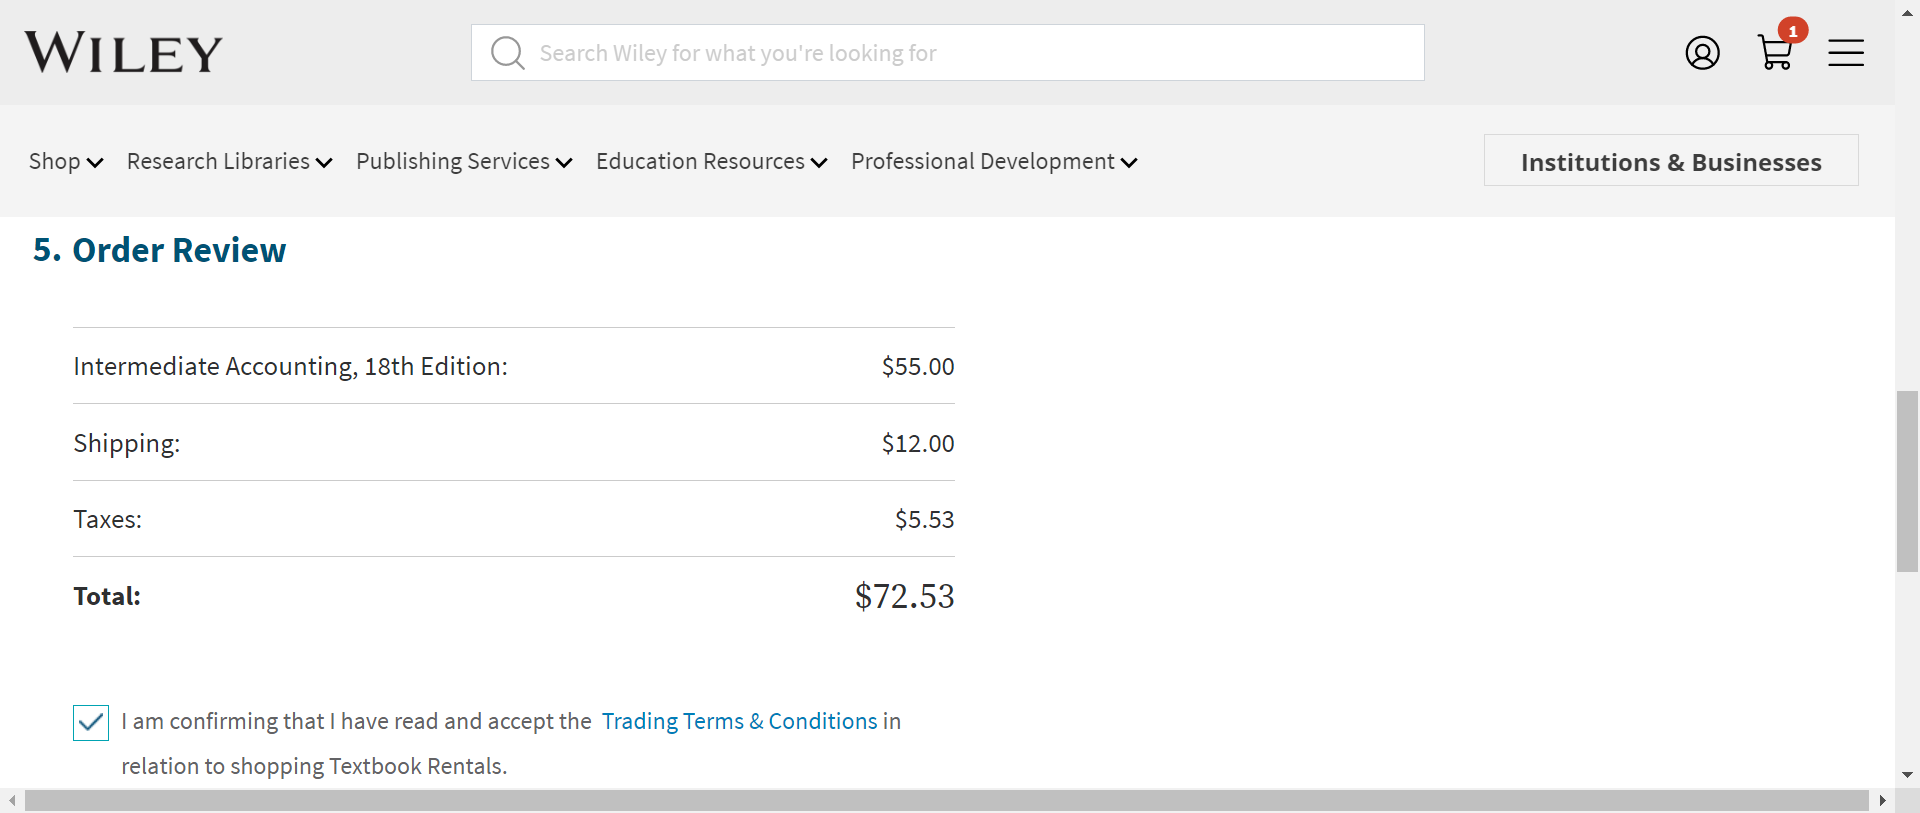 WILEY
Search Wiley for what you're looking for
1
Shop Research Libraries Publishing Services Education Resources Professional Development
Institutions & Businesses
5. Order Review
Intermediate Accounting, 18th Edition: $55.00
Shipping: $12.00
Taxes: $5.53
Total: $72.53
I am confirming that I have read and accept the Trading Terms & Conditions in
relation to shopping Textbook Rentals.